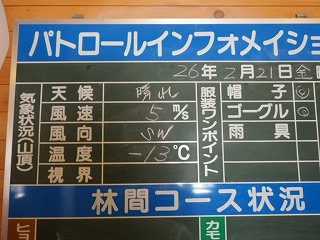 パトロールインフォメイショ
26年2月21日金
気象状況(山頂)
天候 晴れ
風速 5 m/s
風向 SW
温度 -13℃
視界
服装ワンポイント
帽子 ○
ゴーグル ○
雨具
林間コース状況
ヒヨ
カモ